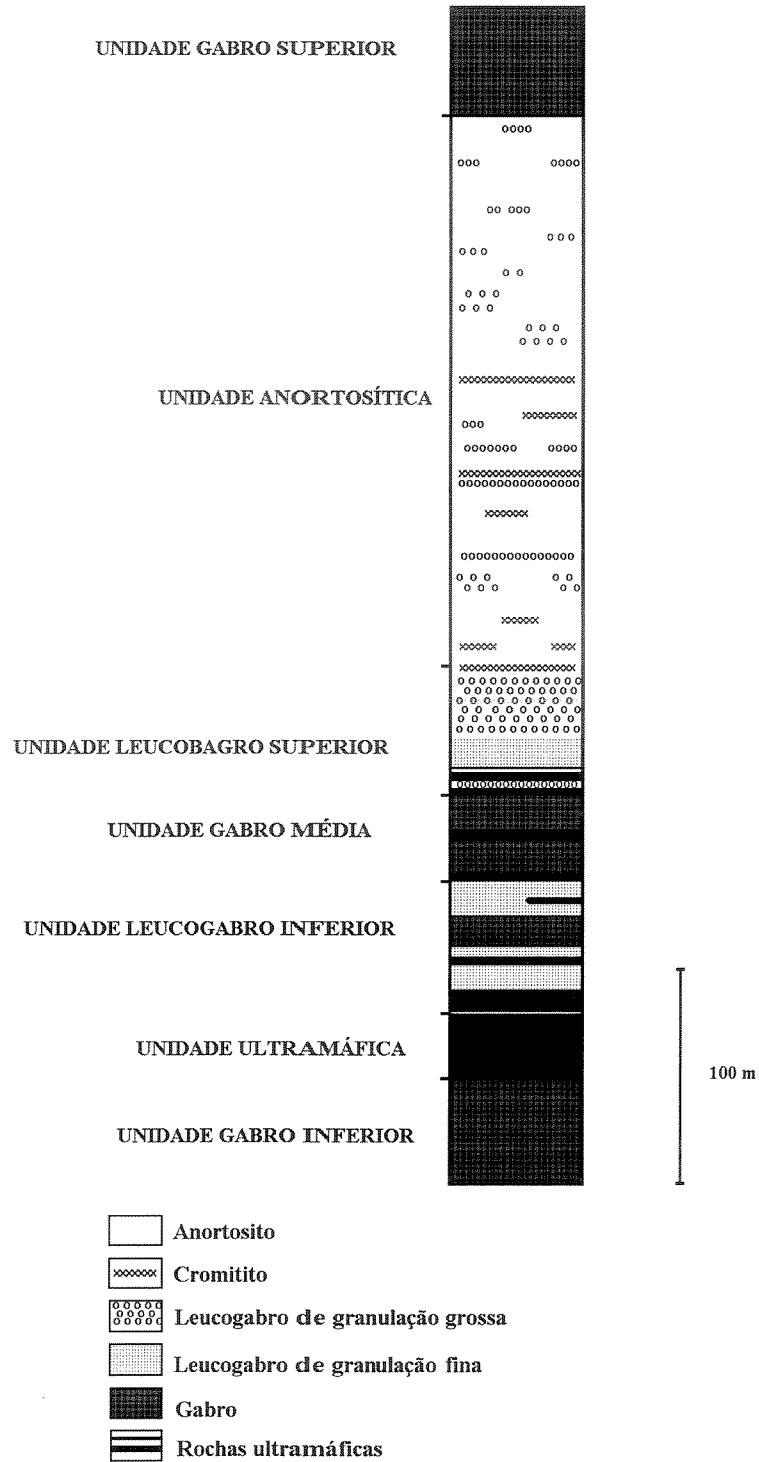 UNIDADE GABRO SUPERIOR
UNIDADE ANORTOSÍTICA
UNIDADE LEUCOBAGRO SUPERIOR
UNIDADE GABRO MÉDIA
UNIDADE LEUCOGABRO INFERIOR
UNIDADE ULTRAMÁFICA
100 m
UNIDADE GABRO INFERIOR
Anortosito
Cromitito
Leucogabro de granulação grossa
Leucogabro de granulação fina
Gabro
Rochas ultramáficas